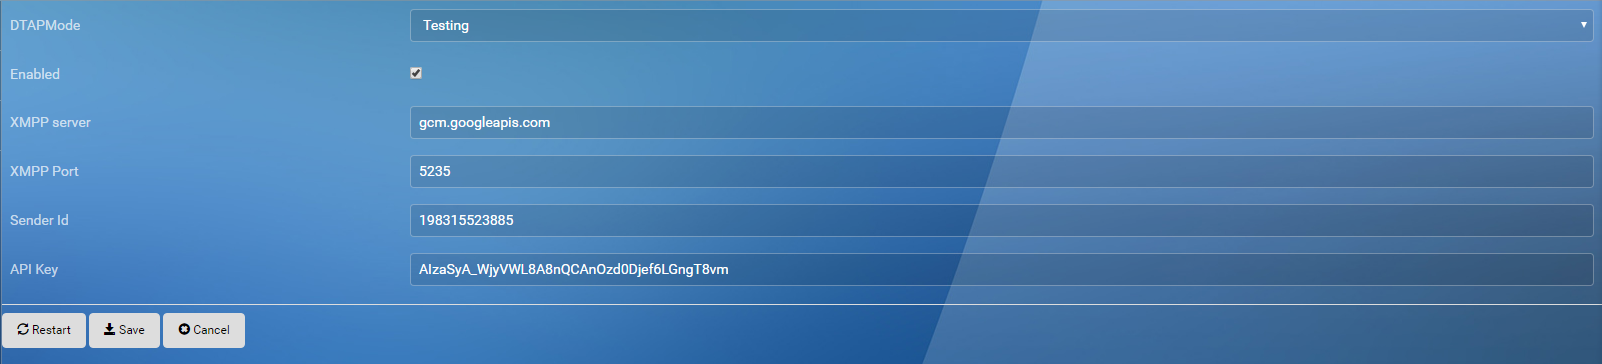 DTAPMode Testing
Enabled
XMPP server gcm.googleapis.com
XMPP Port 5235
Sender Id 198315523885
API Key AIzaSyA_WjyVWL8A8nQCAnOzd0Djef6LGngT8vm
Restart Save Cancel